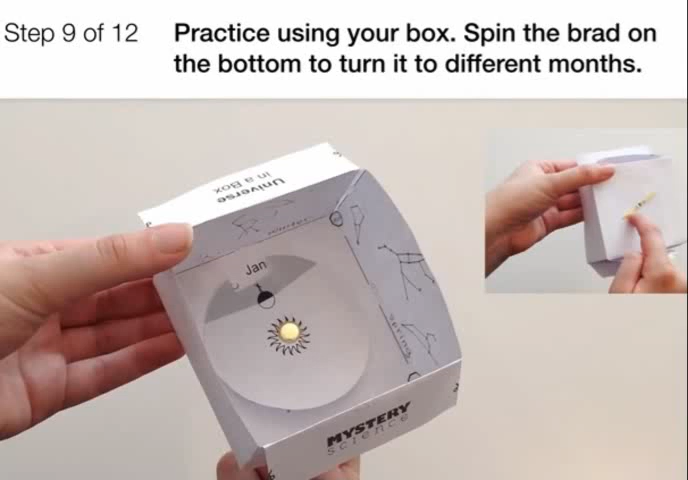 Step 9 of 12
Practice using your box. Spin the brad on
the bottom to turn it to different months.
Universe
in a Box
Jan
SPRING
MYSTERY
science